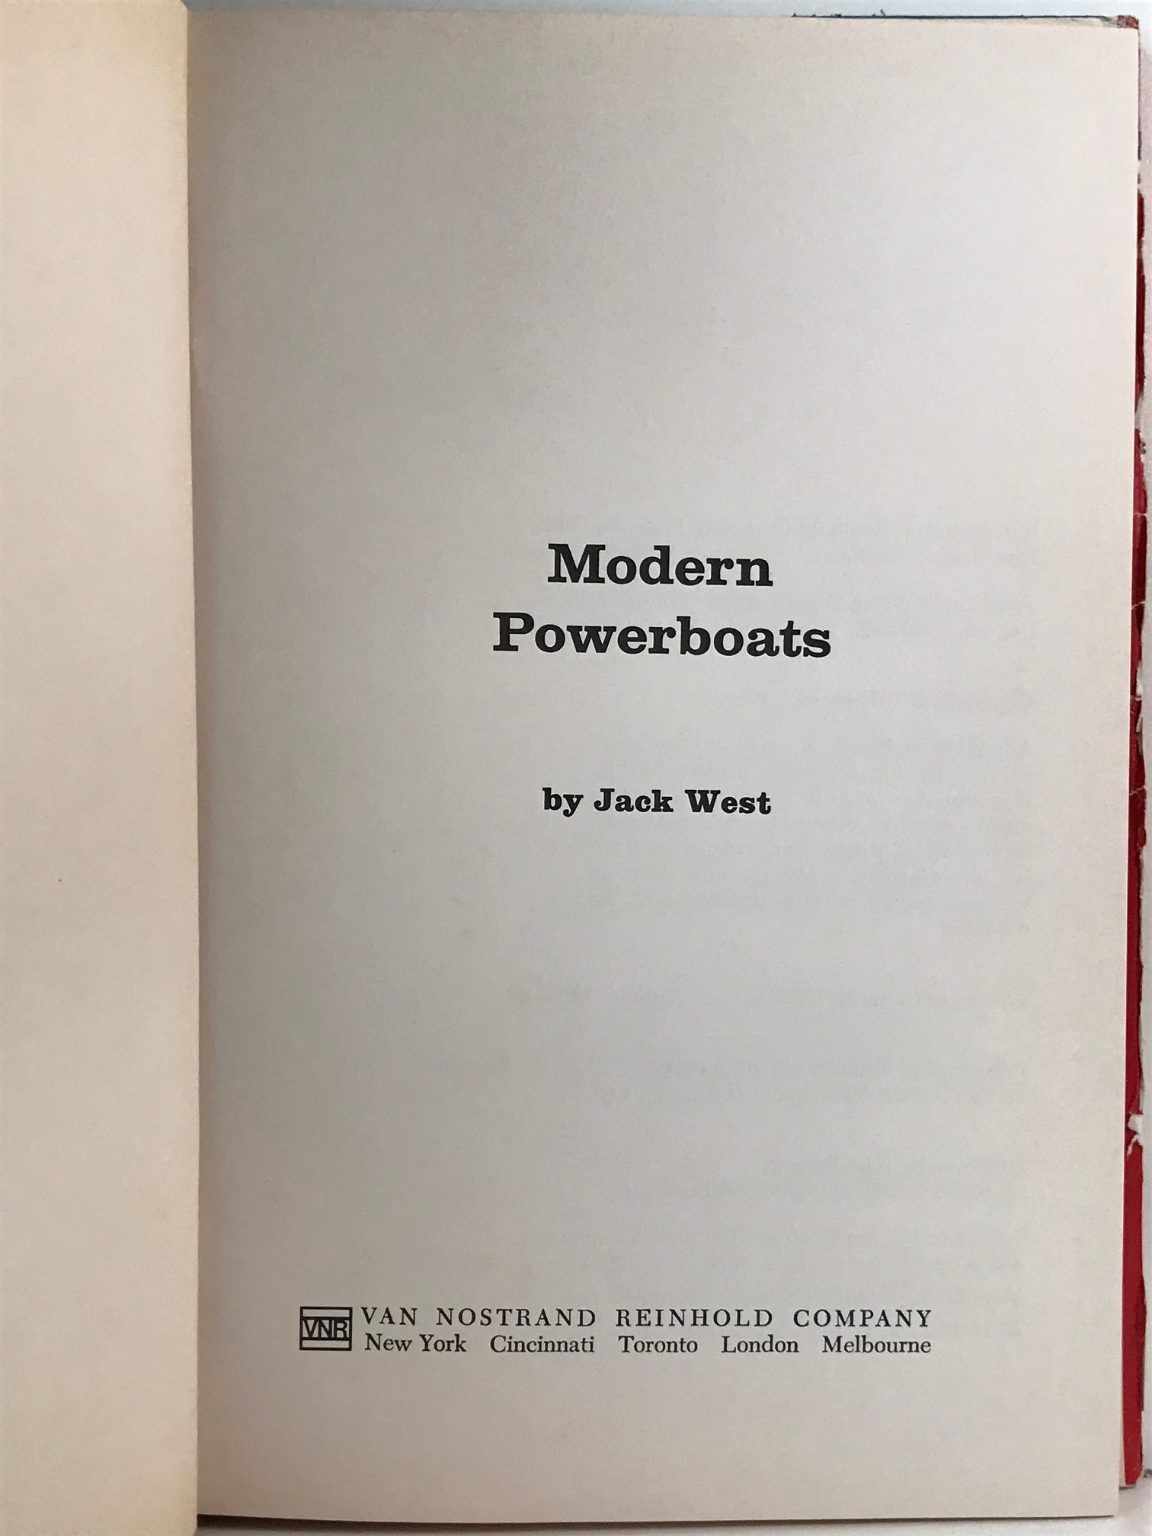 Modern
Powerboats
by Jack West
VNR VAN NOSTRAND REINHOLD COMPANY
New York Cincinnati Toronto London Melbourne